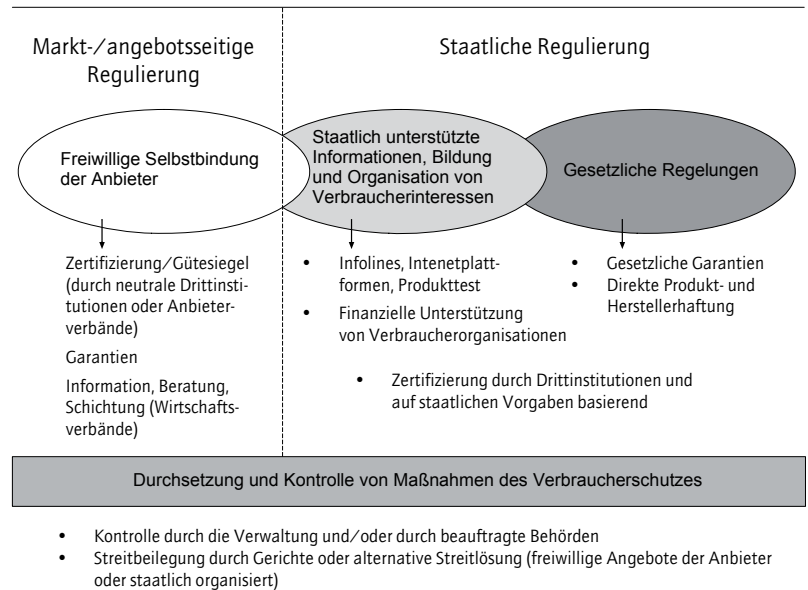 Markt-/angebotsseitige
Regulierung
Staatliche Regulierung
Freiwillige Selbstbindung
der Anbieter
Staatlich unterstützte
Informationen, Bildung
und Organisation von
Verbraucherinteressen
Gesetzliche Regelungen
Zertifizierung/Gütesiegel
(durch neutrale Drittinsti-
tutionen oder Anbieter-
verbände)
Garantien
Information, Beratung,
Schichtung (Wirtschafts-
verbände)
• Infolines, Intenetplatt-
formen, Produkttest
• Finanzielle Unterstützung
von Verbraucherorganisationen
• Gesetzliche Garantien
• Direkte Produkt- und
Herstellerhaftung
• Zertifizierung durch Drittinstitutionen und
auf staatlichen Vorgaben basierend
Durchsetzung und Kontrolle von Maßnahmen des Verbraucherschutzes
• Kontrolle durch die Verwaltung und/oder durch beauftragte Behörden
• Streitbeilegung durch Gerichte oder alternative Streitlösung (freiwillige Angebote der Anbieter
oder staatlich organisiert)